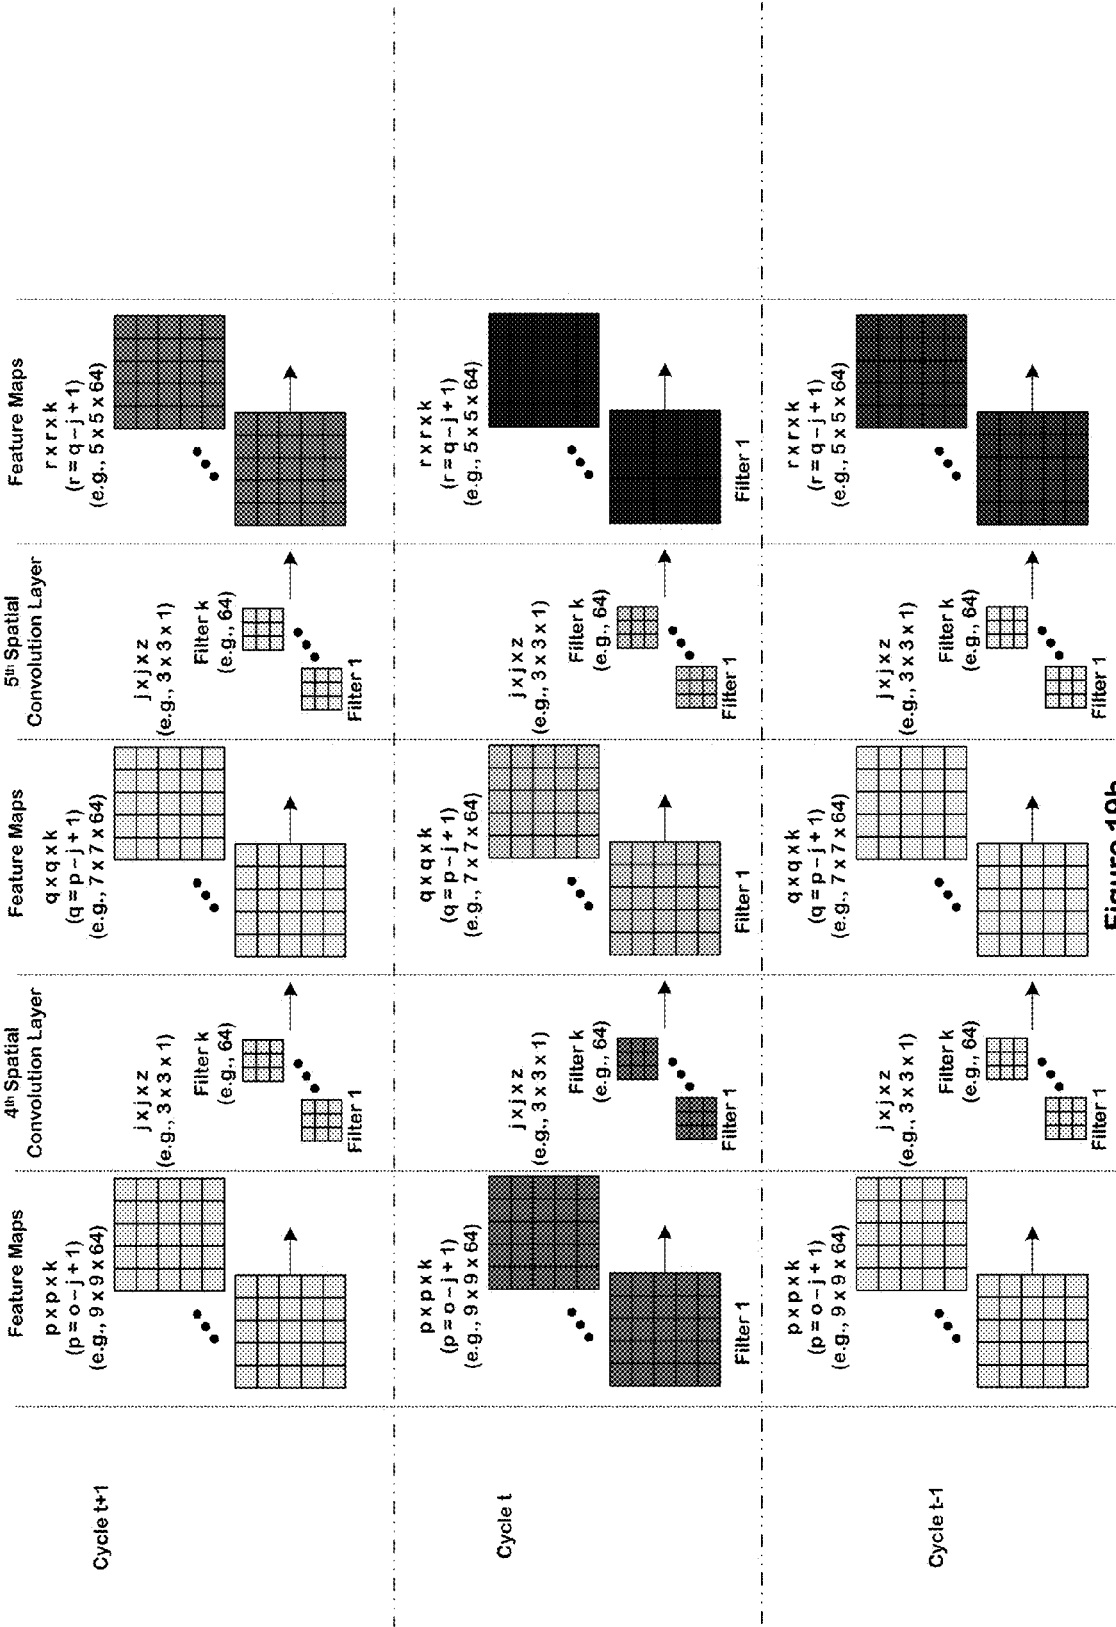 Feature Maps
4th Spatial
Convolution Layer
Feature Maps
5th Spatial
Convolution Layer
Feature Maps
Cycle t+1
p x p x k
(p = o – j + 1)
(e.g., 9 x 9 x 64)
j x j x z
(e.g., 3 x 3 x 1)
Filter k
(e.g., 64)
Filter 1
q x q x k
(q = p – j + 1)
(e.g., 7 x 7 x 64)
j x j x z
(e.g., 3 x 3 x 1)
Filter k
(e.g., 64)
Filter 1
r x r x k
(r = q – j + 1)
(e.g., 5 x 5 x 64)
Cycle t
p x p x k
(p = o – j + 1)
(e.g., 9 x 9 x 64)
Filter 1
j x j x z
(e.g., 3 x 3 x 1)
Filter k
(e.g., 64)
Filter 1
q x q x k
(q = p – j + 1)
(e.g., 7 x 7 x 64)
Filter 1
j x j x z
(e.g., 3 x 3 x 1)
Filter k
(e.g., 64)
Filter 1
r x r x k
(r = q – j + 1)
(e.g., 5 x 5 x 64)
Filter 1
Cycle t-1
p x p x k
(p = o – j + 1)
(e.g., 9 x 9 x 64)
j x j x z
(e.g., 3 x 3 x 1)
Filter k
(e.g., 64)
Filter 1
q x q x k
(q = p – j + 1)
(e.g., 7 x 7 x 64)
j x j x z
(e.g., 3 x 3 x 1)
Filter k
(e.g., 64)
Filter 1
r x r x k
(r = q – j + 1)
(e.g., 5 x 5 x 64)
Figure 19b